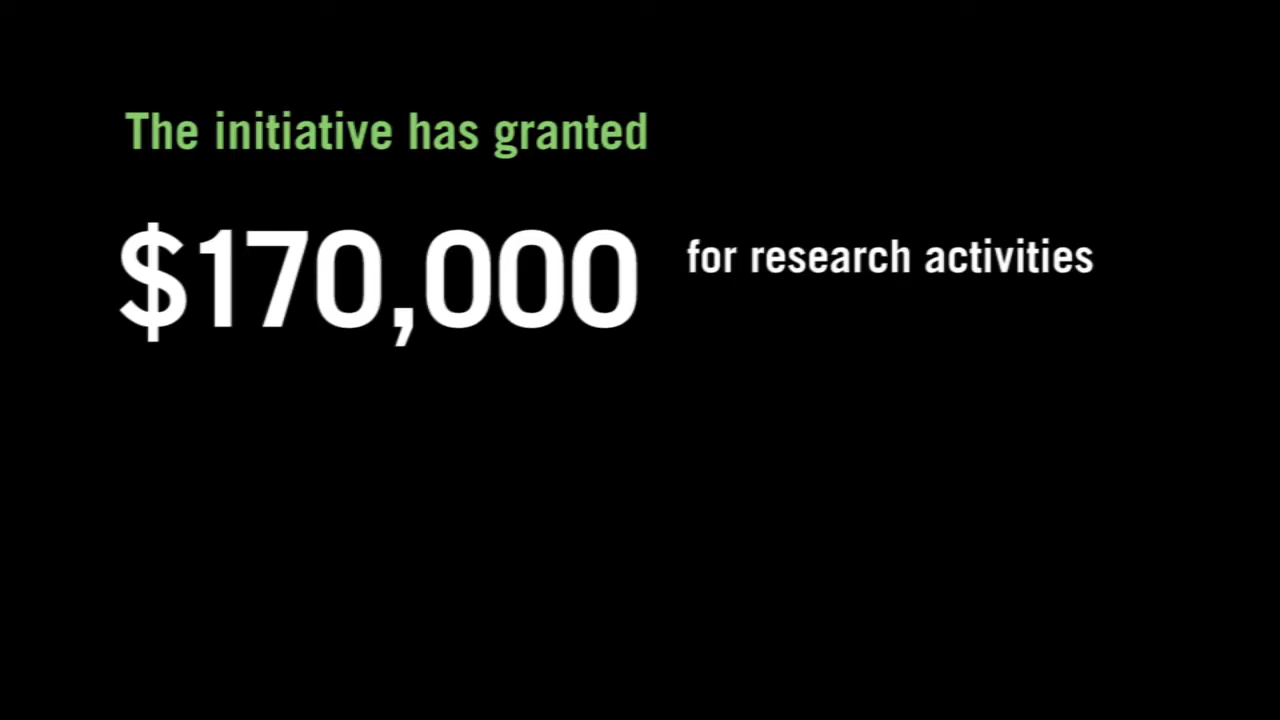 The initiative has granted
$170,000 for research activities